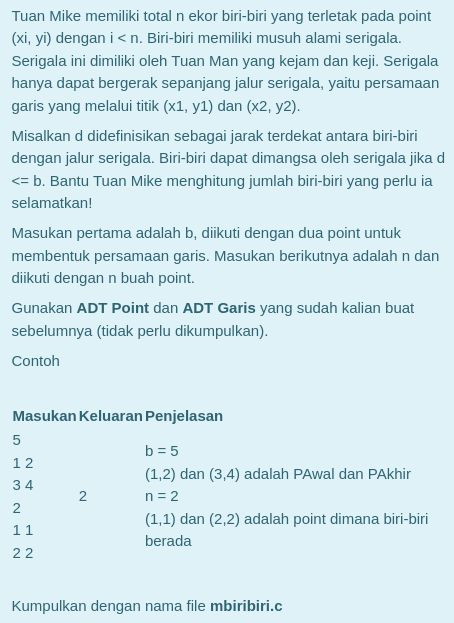 Tuan Mike memiliki total n ekor biri-biri yang terletak pada point
(xi, yi) dengan i < n. Biri-biri memiliki musuh alami serigala.
Serigala ini dimiliki oleh Tuan Man yang kejam dan keji. Serigala
hanya dapat bergerak sepanjang jalur serigala, yaitu persamaan
garis yang melalui titik (x1, y1) dan (x2, y2).
Misalkan d didefinisikan sebagai jarak terdekat antara biri-biri
dengan jalur serigala. Biri-biri dapat dimangsa oleh serigala jika d
<= b. Bantu Tuan Mike menghitung jumlah biri-biri yang perlu ia
selamatkan!
Masukan pertama adalah b, diikuti dengan dua point untuk
membentuk persamaan garis. Masukan berikutnya adalah n dan
diikuti dengan n buah point.
Gunakan ADT Point dan ADT Garis yang sudah kalian buat
sebelumnya (tidak perlu dikumpulkan).
Contoh
Masukan Keluaran Penjelasan
5
1 2
3 4
2
1 1
2 2
2
b = 5
(1,2) dan (3,4) adalah PAwal dan PAkhir
n = 2
(1,1) dan (2,2) adalah point dimana biri-biri
berada
Kumpulkan dengan nama file mbiribiri.c